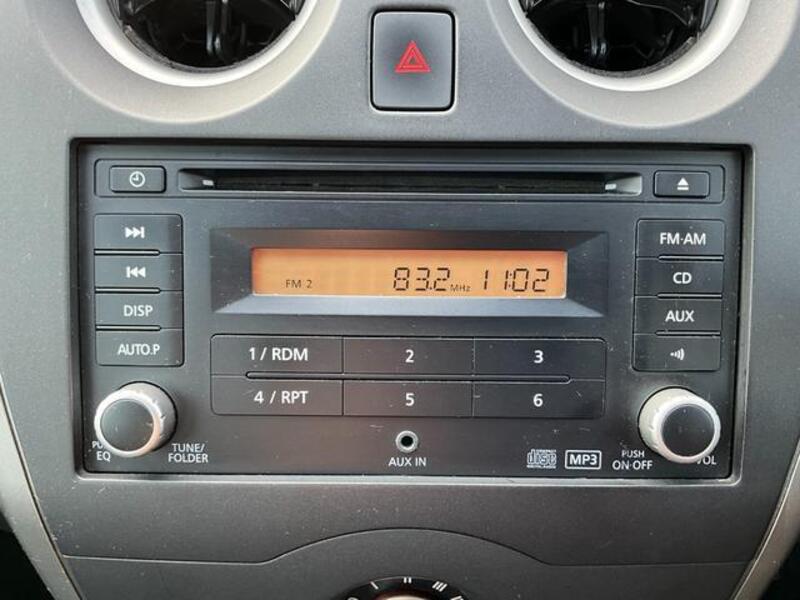 FM·AM
CD
DISP
AUX
AUTO.P
FM 2
83.2 MHz 11:02
1 / RDM
2
3
4 / RPT
5
6
EQ
TUNE/
FOLDER
AUX IN
disc
MP3
PUSH
ON·OFF
VOL